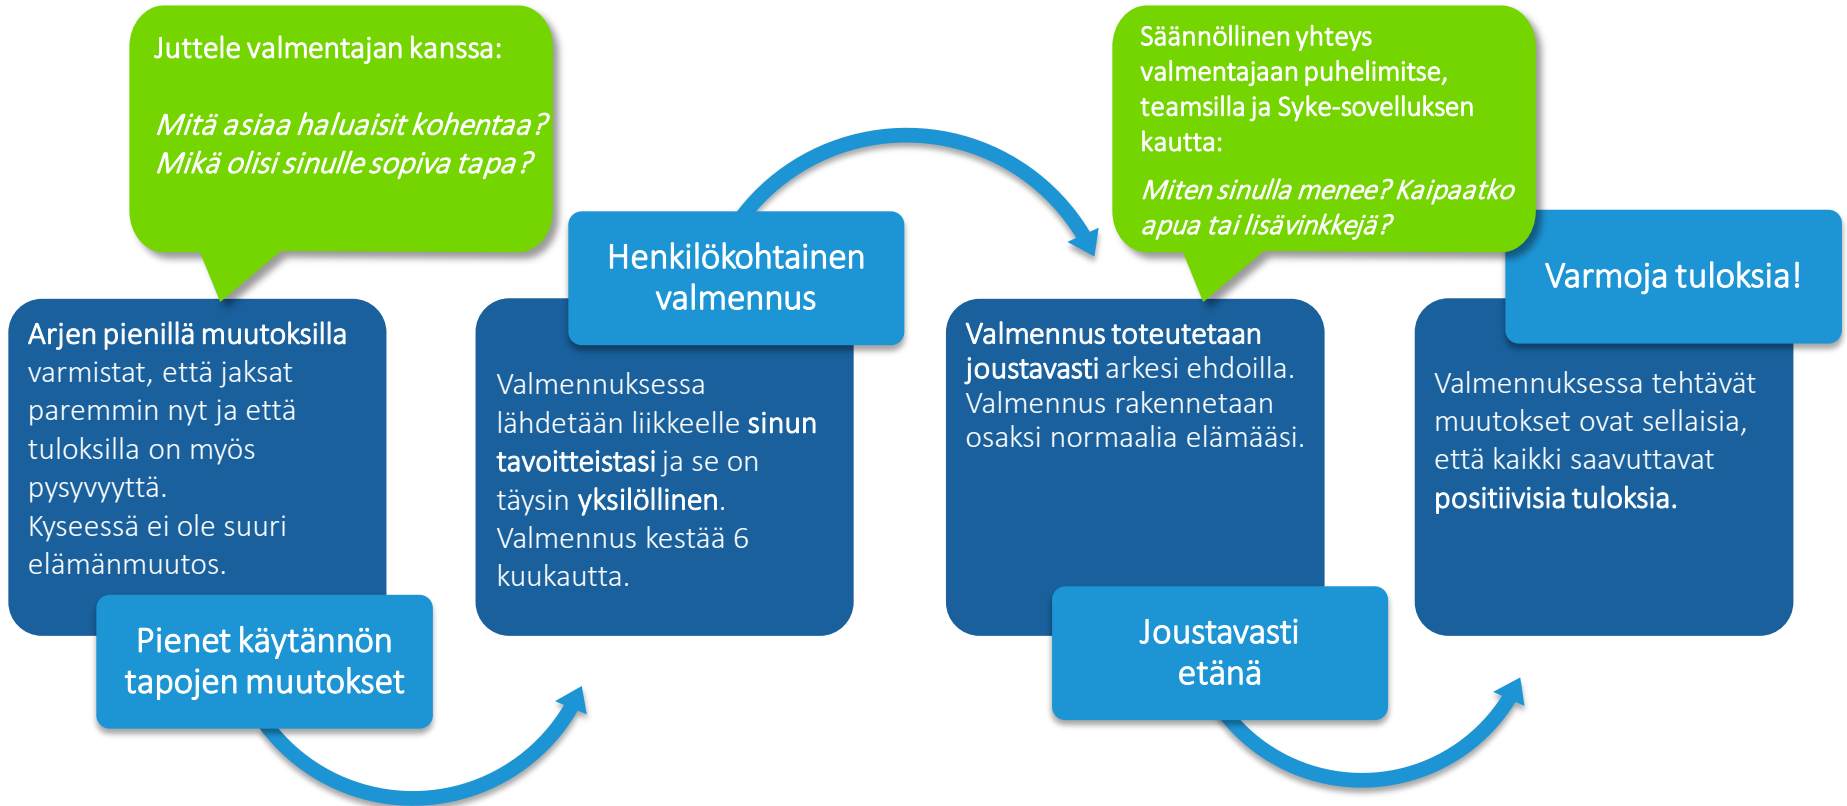 Juttele valmentajan kanssa:
Mitä asiaa haluaisit kohentaa?
Mikä olisi sinulle sopiva tapa?
Arjen pienillä muutoksilla
varmistat, että jaksat
paremmin nyt ja että
tuloksilla on myös
pysyvyyttä.
Kyseessä ei ole suuri
elämänmuutos.
Pienet käytännön
tapojen muutokset
Henkilökohtainen
valmennus
Valmennuksessa
lähdetään liikkeelle sinun
tavoitteistasi ja se on
täysin yksilöllinen.
Valmennus kestää 6
kuukautta.
Säännöllinen yhteys
valmentajaan puhelimitse,
teamsilla ja Syke-sovelluksen
kautta:
Miten sinulla menee? Kaipaatko
apua tai lisävinkkejä?
Valmennus toteutetaan
joustavasti arkesi ehdoilla.
Valmennus rakennetaan
osaksi normaalia elämääsi.
Joustavasti
etänä
Varmoja tuloksia!
Valmennuksessa tehtävät
muutokset ovat sellaisia,
että kaikki saavuttavat
positiivisia tuloksia.